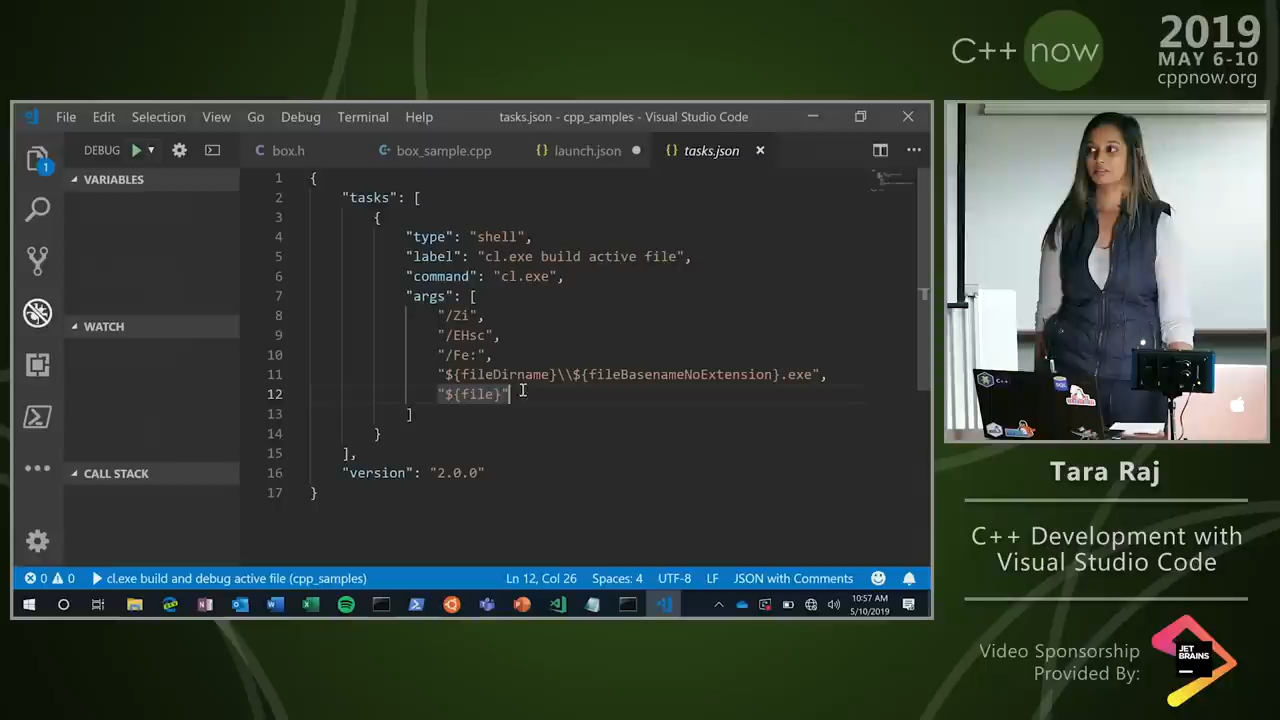 C++ now
2019
MAY 6-10
cppnow.org
File Edit Selection View Go Debug Terminal Help
tasks.json - cpp_samples - Visual Studio Code
1
DEBUG
box.h
box_sample.cpp
launch.json
tasks.json
VARIABLES
WATCH
CALL STACK
1 {
2 "tasks": [
3 {
4 "type": "shell",
5 "label": "cl.exe build active file",
6 "command": "cl.exe",
7 "args": [
8 "/Zi",
9 "/EHsc",
10 "/Fe:",
11 "${fileDirname}\\${fileBasenameNoExtension}.exe",
12 "${file}"
13 ]
14 }
15 ],
16 "version": "2.0.0"
17 }
0 0 cl.exe build and debug active file (cpp_samples)
Ln 12, Col 26 Spaces: 4 UTF-8 LF JSON with Comments
10:57 AM
5/10/2019
Tara Raj
C++ Development with
Visual Studio Code
Video Sponsorship
Provided By:
JET
BRAINS